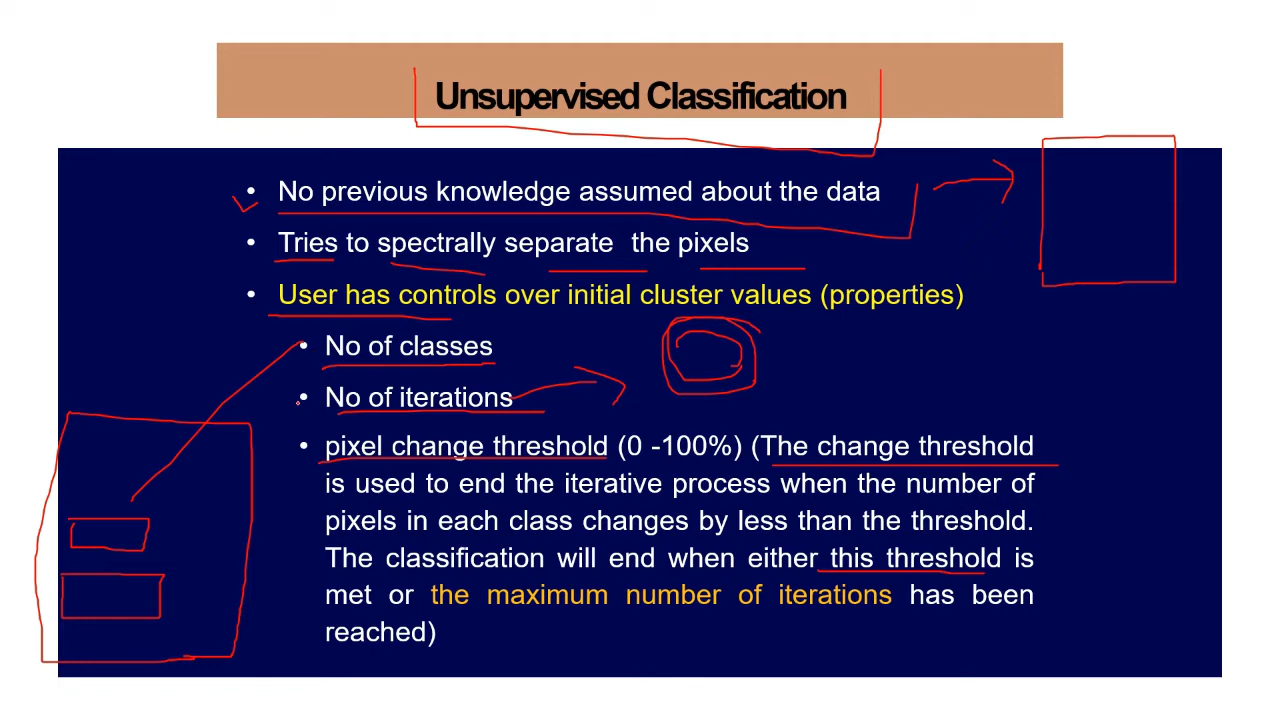 Unsupervised Classification
• No previous knowledge assumed about the data
• Tries to spectrally separate the pixels
• User has controls over initial cluster values (properties)
• No of classes
• No of iterations
• pixel change threshold (0 -100%) (The change threshold
is used to end the iterative process when the number of
pixels in each class changes by less than the threshold.
The classification will end when either this threshold is
met or the maximum number of iterations has been
reached)